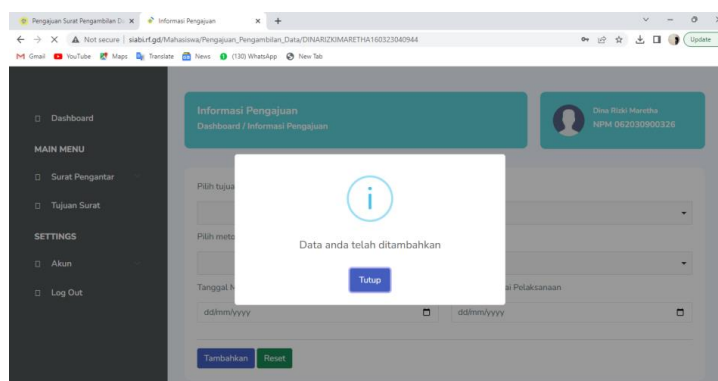 Pengajuan Surat Pengambilan Da
Informasi Pengajuan
Not secure | siabi.rf.gd/Mahasiswa/Pengajuan_Pengambilan_Data/DINARIZKIMARETHA160323040944
Update
Gmail YouTube Maps Translate News (130) WhatsApp New Tab
Dashboard
MAIN MENU
Surat Pengantar
Tujuan Surat
SETTINGS
Akun
Log Out
Informasi Pengajuan
Dashboard / Informasi Pengajuan
Dina Rizki Maretha
NPM 062030900326
Pilih tujua
Pilih meto
Tanggal M
ai Pelaksanaan
dd/mm/yyyy
dd/mm/yyyy
Tambahkan
Reset
i
Data anda telah ditambahkan
Tutup